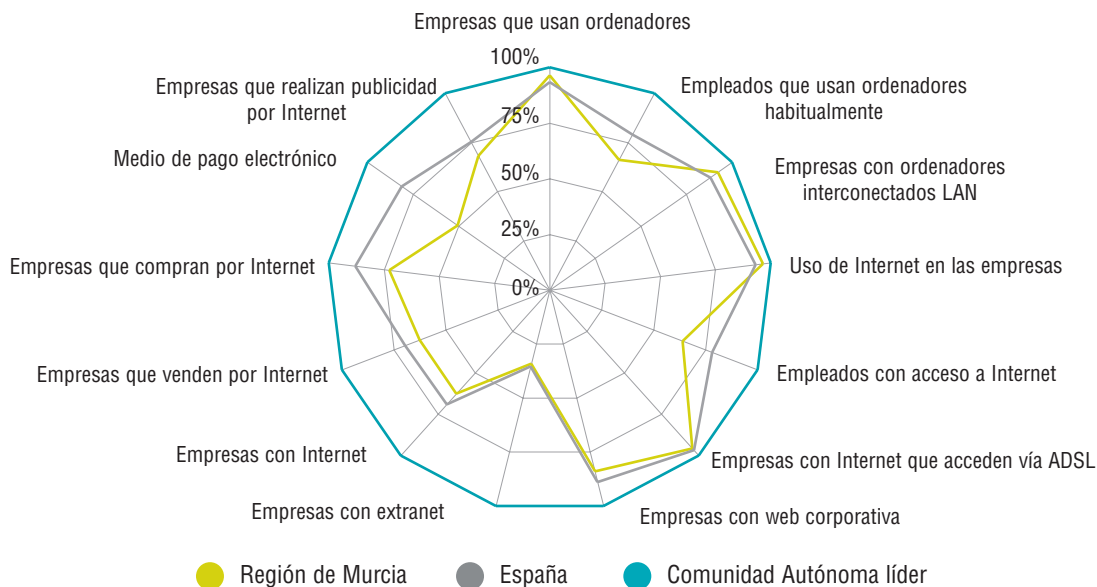 Empresas que usan ordenadores
100%
Empresas que realizan publicidad
por Internet
Empleados que usan ordenadores
habitualmente
75%
Medio de pago electrónico
Empresas con ordenadores
interconectados LAN
50%
25%
Empresas que compran por Internet
Uso de Internet en las empresas
0%
Empresas que venden por Internet
Empleados con acceso a Internet
Empresas con Internet
Empresas con Internet que acceden vía ADSL
Empresas con extranet
Empresas con web corporativa
Región de Murcia
España
Comunidad Autónoma líder